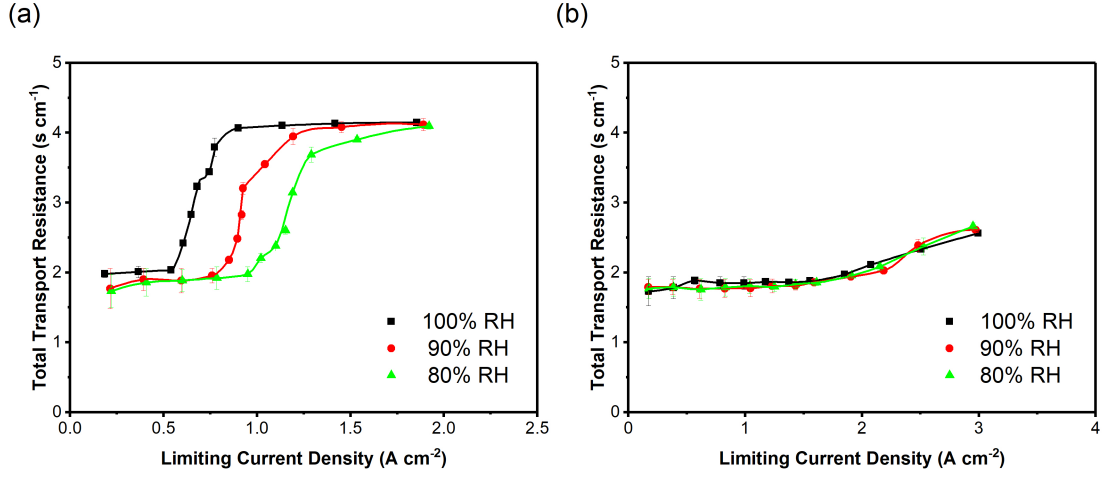 (a)
(b)
Total Transport Resistance (s cm⁻¹)
5
4
3
2
1
0
0.0 0.5 1.0 1.5 2.0 2.5
Limiting Current Density (A cm⁻²)
100% RH
90% RH
80% RH
Total Transport Resistance (s cm⁻¹)
5
4
3
2
1
0
0 1 2 3 4
Limiting Current Density (A cm⁻²)
100% RH
90% RH
80% RH